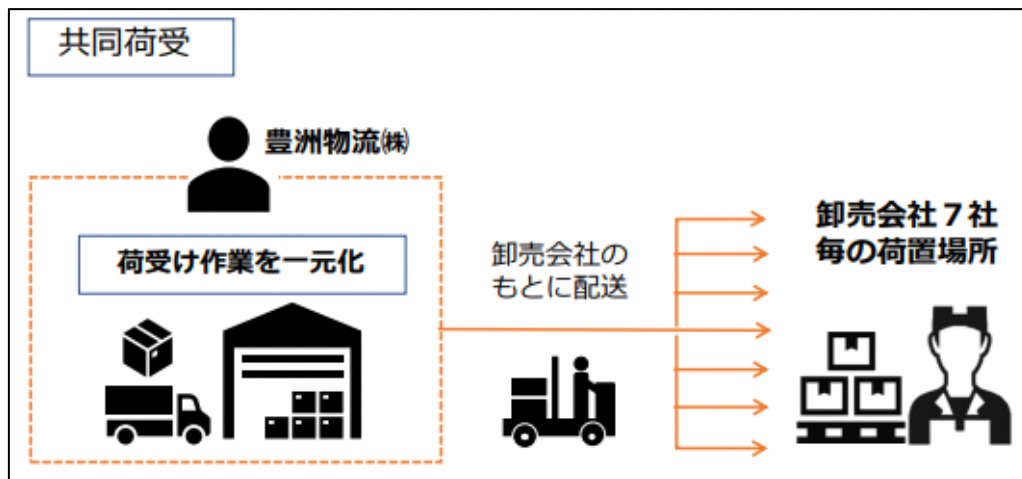 共同荷受
豊洲物流㈱
荷受け作業を一元化
卸売会社の
もとに配送
卸売会社７社
毎の荷置場所